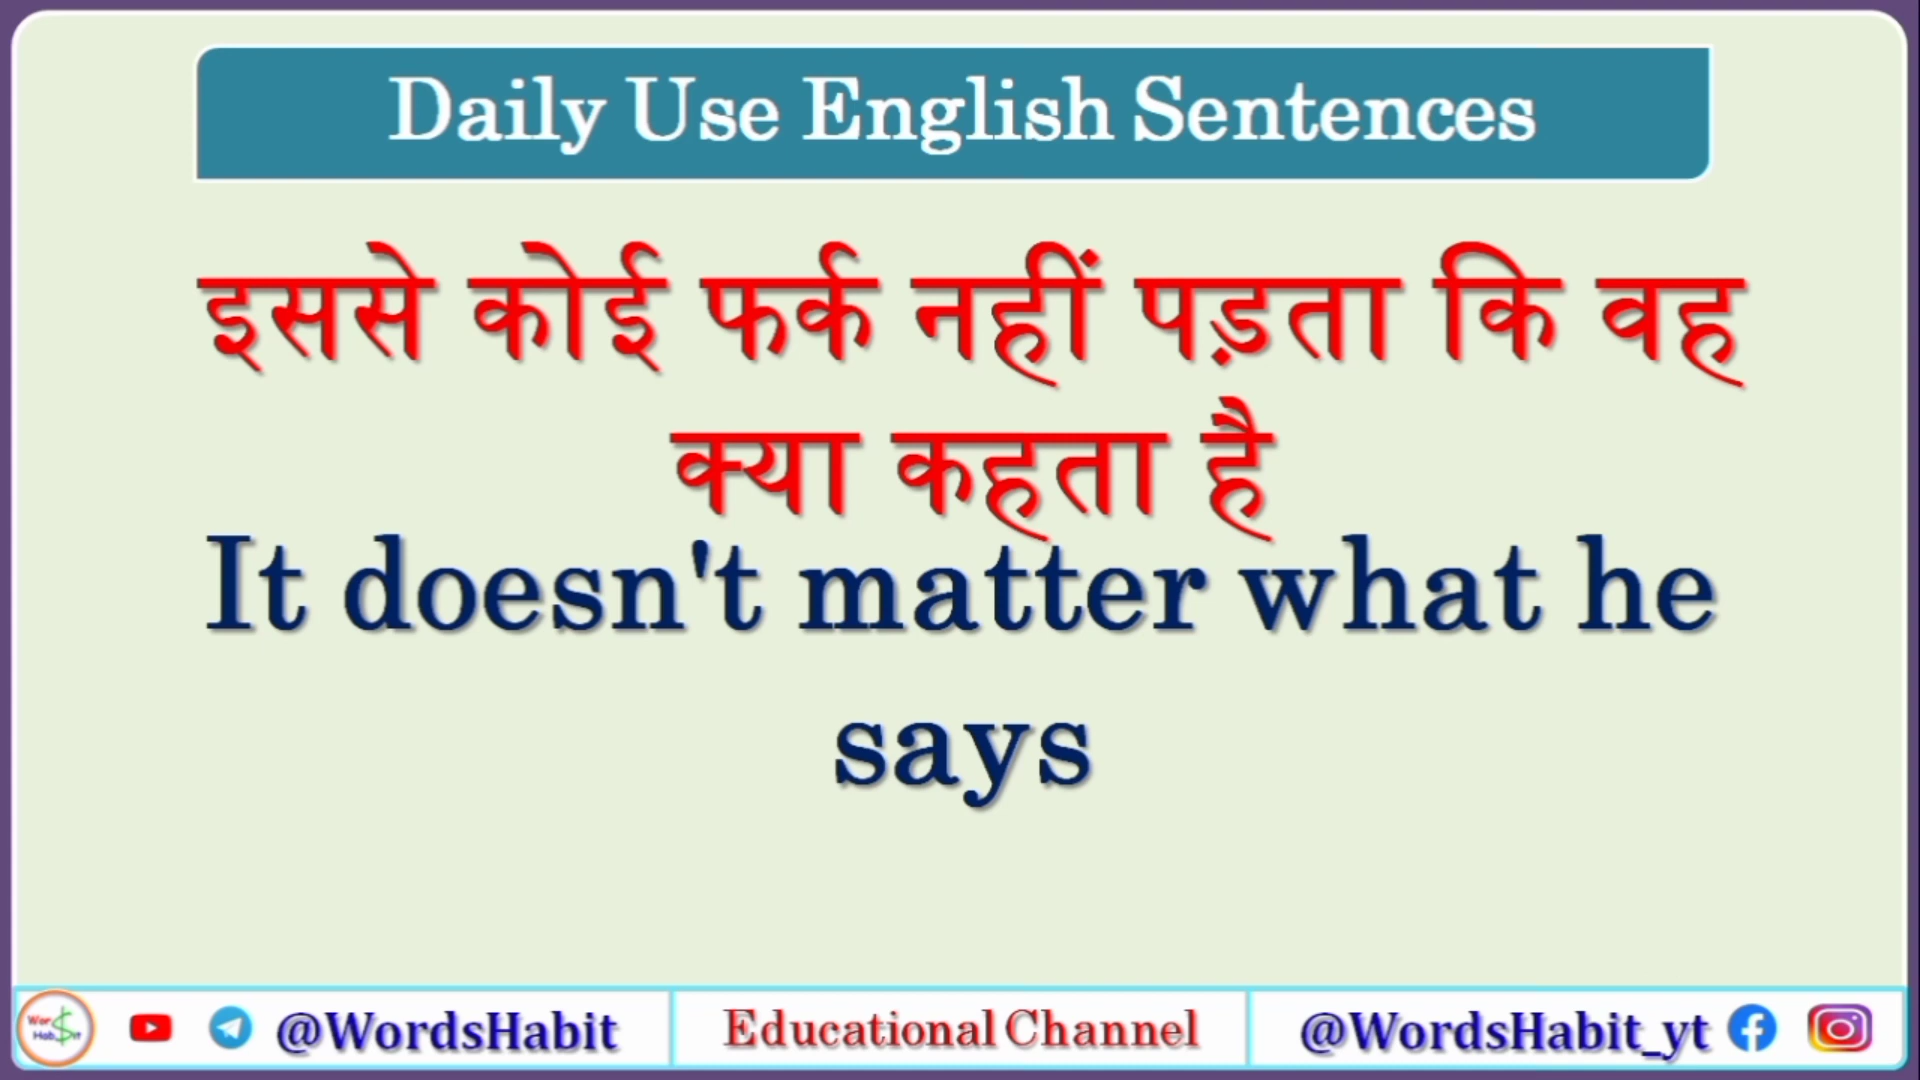 Daily Use English Sentences
इससे कोई फर्क नहीं पड़ता कि वह
क्या कहता है
It doesn't matter what he
says
@WordsHabit
Educational Channel
@WordsHabit_yt